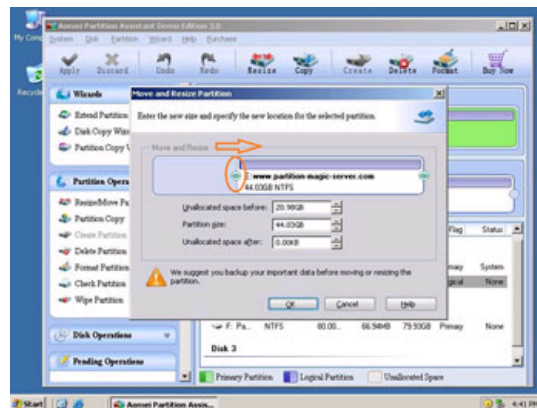 My Comp
Recycle
Aomei Partition Assistant Demo Edition 3.0
System Disk Partition Wizard Help Purchase
Apply Discard Undo Redo Resize Copy Create Delete Format Buy Now
Wizards
Extend Partition
Disk Copy Wiz
Partition Copy
Partition Opera
Resize/Move Pa
Partition Copy
Create Partition
Delete Partition
Format Partition
Check Partition
Wipe Partition
Disk Operations
Pending Operations
Move and Resize Partition
Enter the new size and specify the new location for the selected partition.
Move and Resize
E: www.partition-magic-server.com
44.03GB NTFS
Unallocated space before: 20.98GB
Partition size: 44.03GB
Unallocated space after: 0.00KB
We suggest you backup your important data before moving or resizing the
partition.
OK Cancel Help
Flag Status
mary System
gical None
F: Pa... NTFS 80.00... 66.94MB 79.93GB Primary None
Disk 3
Primary Partition Logical Partition Unallocated Space
Start Aomei Partition Assis... 4:41 PM